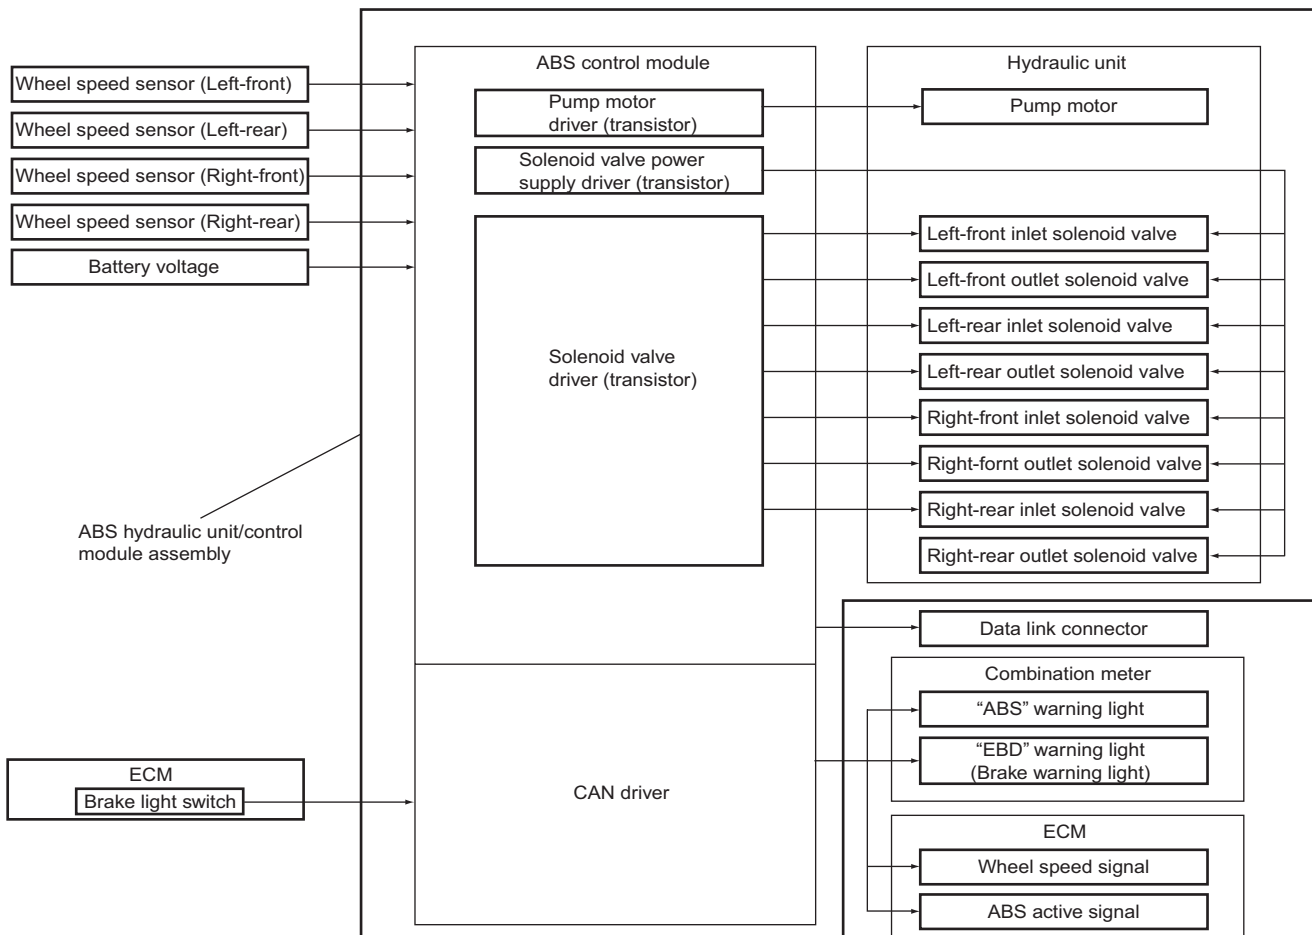 ABS control module
Hydraulic unit
Wheel speed sensor (Left-front)
Wheel speed sensor (Left-rear)
Wheel speed sensor (Right-front)
Wheel speed sensor (Right-rear)
Battery voltage
Pump motor
driver (transistor)
Solenoid valve power
supply driver (transistor)
Solenoid valve
driver (transistor)
Pump motor
Left-front inlet solenoid valve
Left-front outlet solenoid valve
Left-rear inlet solenoid valve
Left-rear outlet solenoid valve
Right-front inlet solenoid valve
Right-fornt outlet solenoid valve
Right-rear inlet solenoid valve
Right-rear outlet solenoid valve
ABS hydraulic unit/control
module assembly
Data link connector
Combination meter
“ABS” warning light
“EBD” warning light
(Brake warning light)
ECM
Brake light switch
CAN driver
ECM
Wheel speed signal
ABS active signal